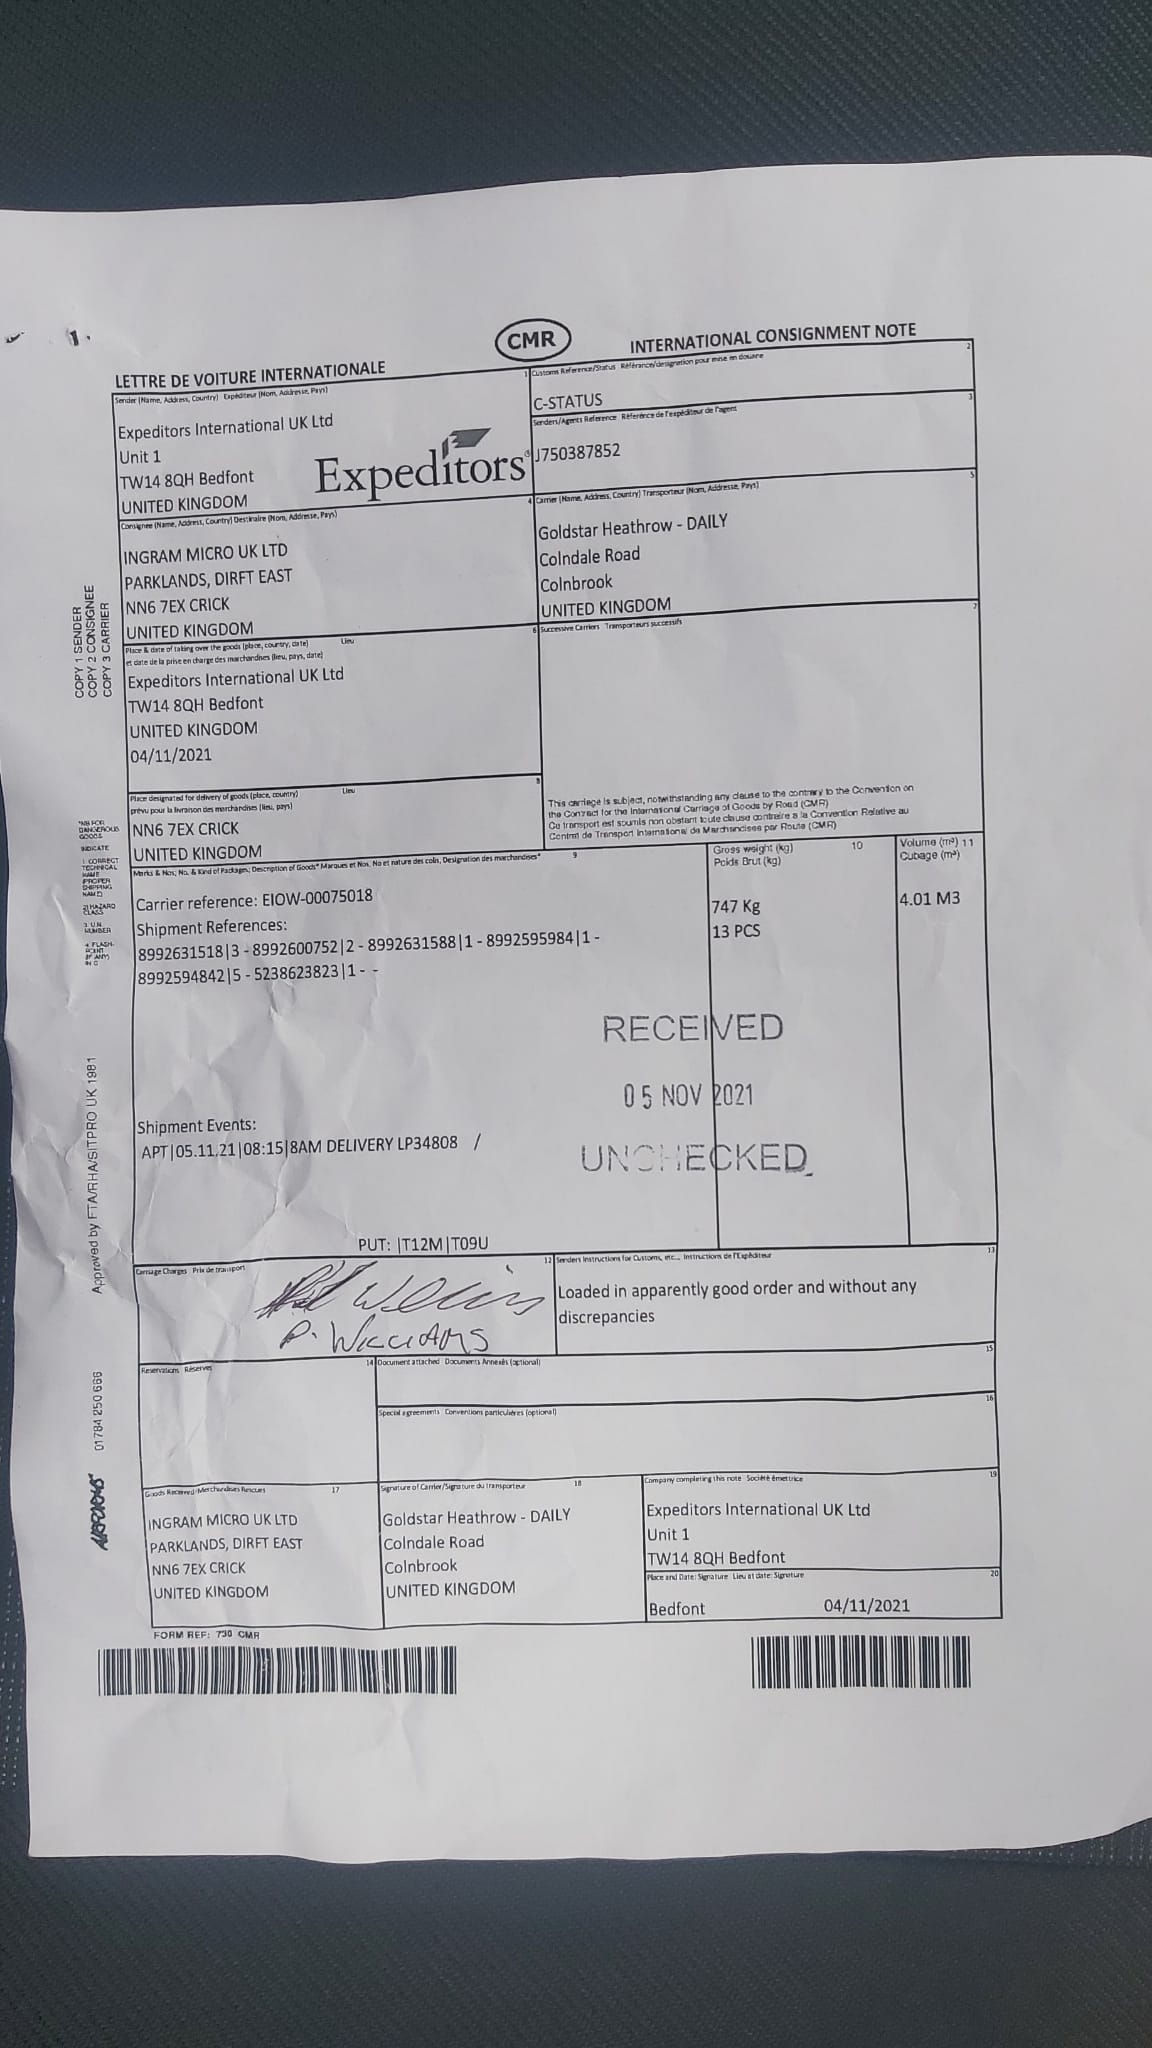 CMR
LETTRE DE VOITURE INTERNATIONALE
INTERNATIONAL CONSIGNMENT NOTE
Sender (Name, Address, Country) Expéditeur (Nom, Addresse, Pays) 1
Expeditors International UK Ltd
Unit 1
TW14 8QH Bedfont
UNITED KINGDOM
Expeditors®
Customs Reference/Status Référance/designation pour mise en douane 2
C-STATUS
Senders/Agents Reference Référence de l'expéditeur de l'agent 3
J750387852
Consignee (Name, Address, Country) Destinaire (Nom, Addresse, Pays) 4
INGRAM MICRO UK LTD
PARKLANDS, DIRFT EAST
NN6 7EX CRICK
UNITED KINGDOM
Carrier (Name, Address, Country) Transporteur (Nom, Addresse, Pays) 5
Goldstar Heathrow - DAILY
Colndale Road
Colnbrook
UNITED KINGDOM
COPY 1 SENDER
COPY 2 CONSIGNEE
COPY 3 CARRIER
Place & date of taking over the goods (place, country, date) Lieu 6
et date de la prise en charge des marchandises (lieu, pays, date)
Expeditors International UK Ltd
TW14 8QH Bedfont
UNITED KINGDOM
04/11/2021
Successive Carriers Transporteurs successifs 7
Place designated for delivery of goods (place, country) Lieu 8
prévu pour la livraison des marchandises (lieu, pays)
NN6 7EX CRICK
UNITED KINGDOM
This carriage is subject, notwithstanding any clause to the contrary to the Convention on
the Contract for the International Carriage of Goods by Road (CMR)
Ce transport est soumis non obstant toute clause contraire a la Convention Relative au
Contrat de Transport International de Marchandises par Route (CMR)
*NB FOR
DANGEROUS
GOODS
INDICATE
1 CORRECT
TECHNICAL
NAME
PROPER
SHIPPING
NAME)
2) HAZARD
CLASS
3 U.N.
NUMBER
4 FLASH-
POINT
IF ANY)
IN C
Marks & Nos; No. & Kind of Packages; Description of Goods* Marques et Nos, No et nature des colis, Designation des marchandises* 9
Gross weight (kg) 10
Poids Brut (kg)
Volume (m³) 11
Cubage (m³)
Carrier reference: EIOW-00075018
Shipment References:
8992631518|3 - 8992600752|2 - 8992631588|1 - 8992595984|1 -
8992594842|5 - 5238623823|1 - -
747 Kg
13 PCS
4.01 M3
RECEIVED
05 NOV 2021
UNCHECKED
Shipment Events:
APT|05.11.21|08:15|8AM DELIVERY LP34808 /
PUT: |T12M|T09U
Approved by FTA/RHA/SITPRO UK 1981
01784 250 666
Carriage Charges Prix de transport 12
P. WILLIAMS
Senders Instructions for Customs, etc... Instructions de l'Expéditeur 13
Loaded in apparently good order and without any
discrepancies
Reservations Réserves 14
Document attached Documents Annexés (optional) 15
Special agreements Conventions particulières (optional) 16
Goods Received/Merchandises Rescues 17
INGRAM MICRO UK LTD
PARKLANDS, DIRFT EAST
NN6 7EX CRICK
UNITED KINGDOM
Signature of Carrier/Signature du transporteur 18
Goldstar Heathrow - DAILY
Colndale Road
Colnbrook
UNITED KINGDOM
Company completing this note Société émettrice 19
Expeditors International UK Ltd
Unit 1
TW14 8QH Bedfont
Place and Date: Signature Lieu at date: Signature 20
Bedfont 04/11/2021
FORM REF: 730 CMR